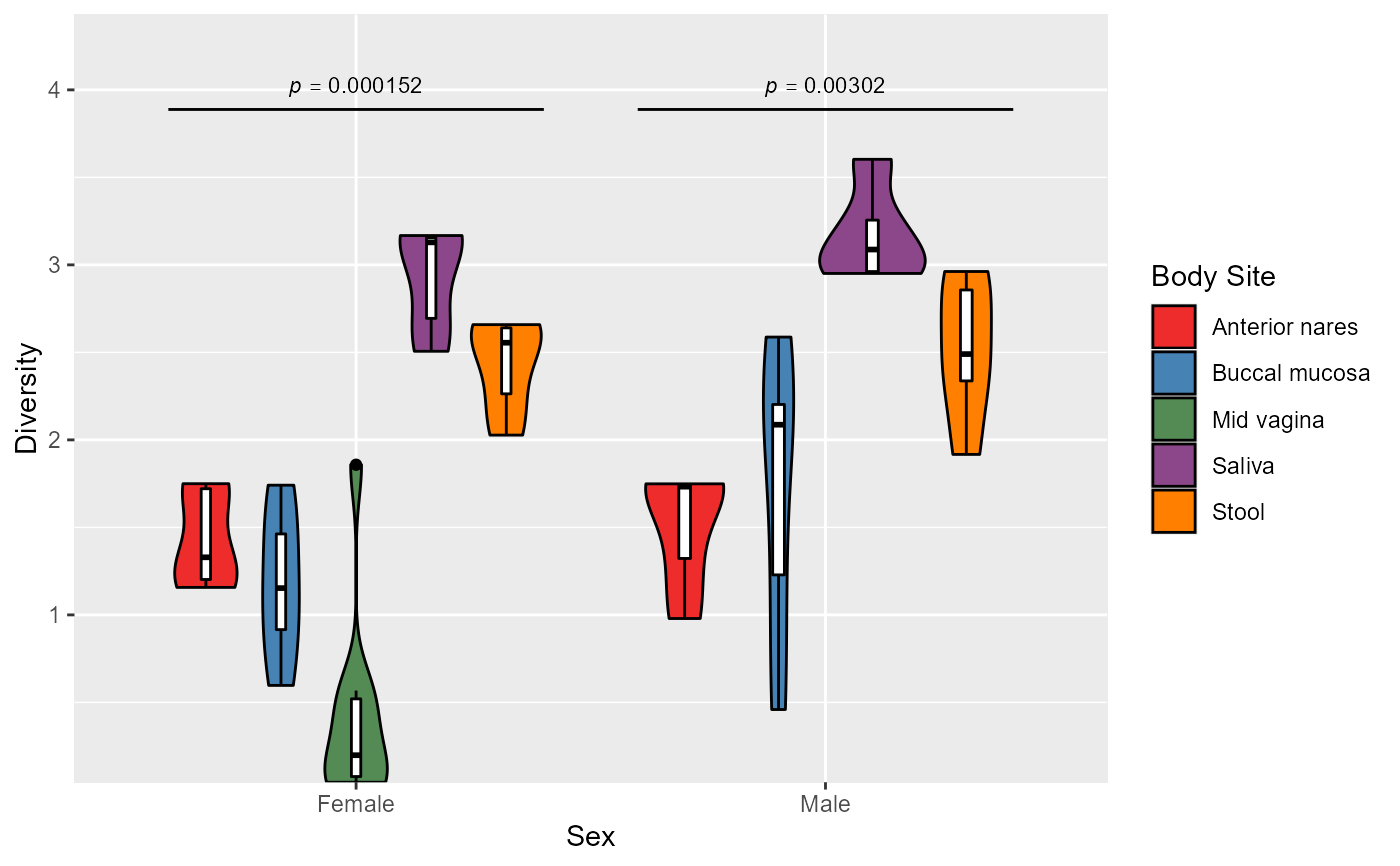 p = 0.000152
p = 0.00302
4
3
2
1
Diversity
Female
Male
Sex
Body Site
Anterior nares
Buccal mucosa
Mid vagina
Saliva
Stool